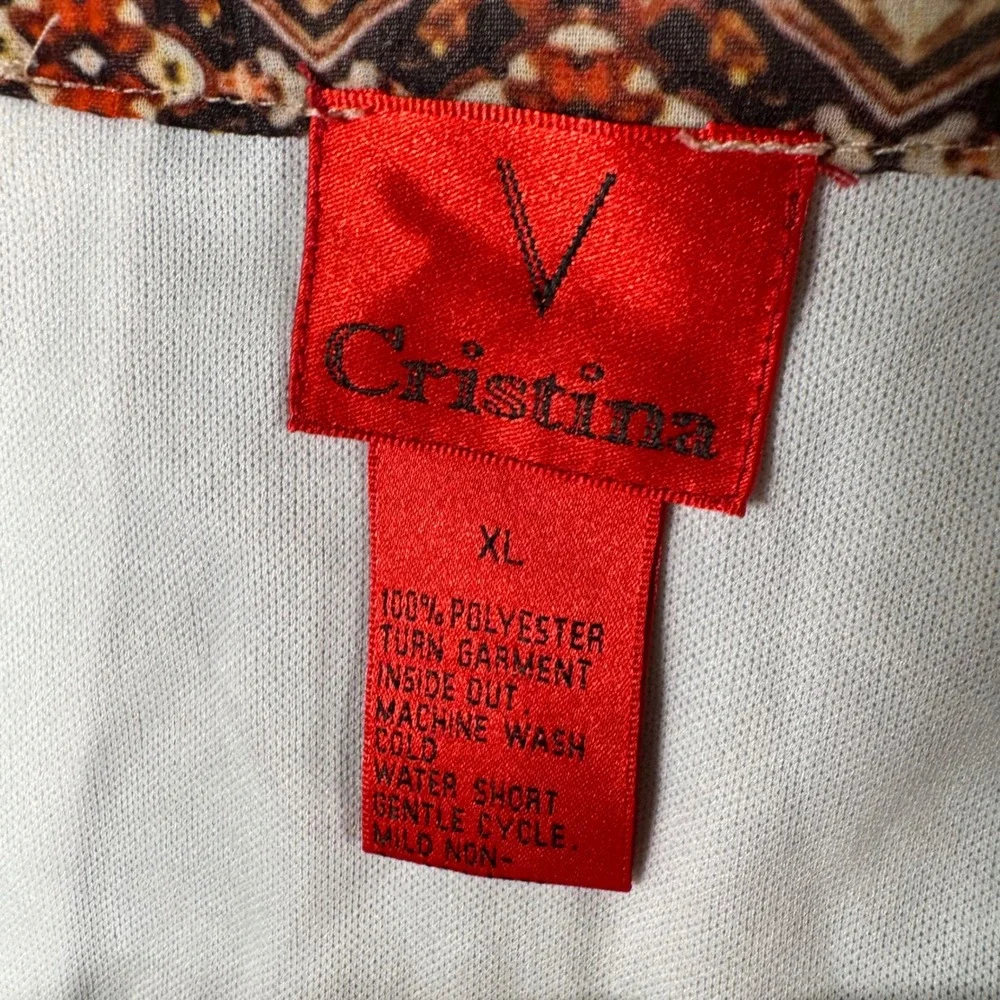 V
Cristina
XL
100% POLYESTER
TURN GARMENT
INSIDE OUT.
MACHINE WASH
COLD
WATER SHORT
GENTLE CYCLE.
MILD NON-